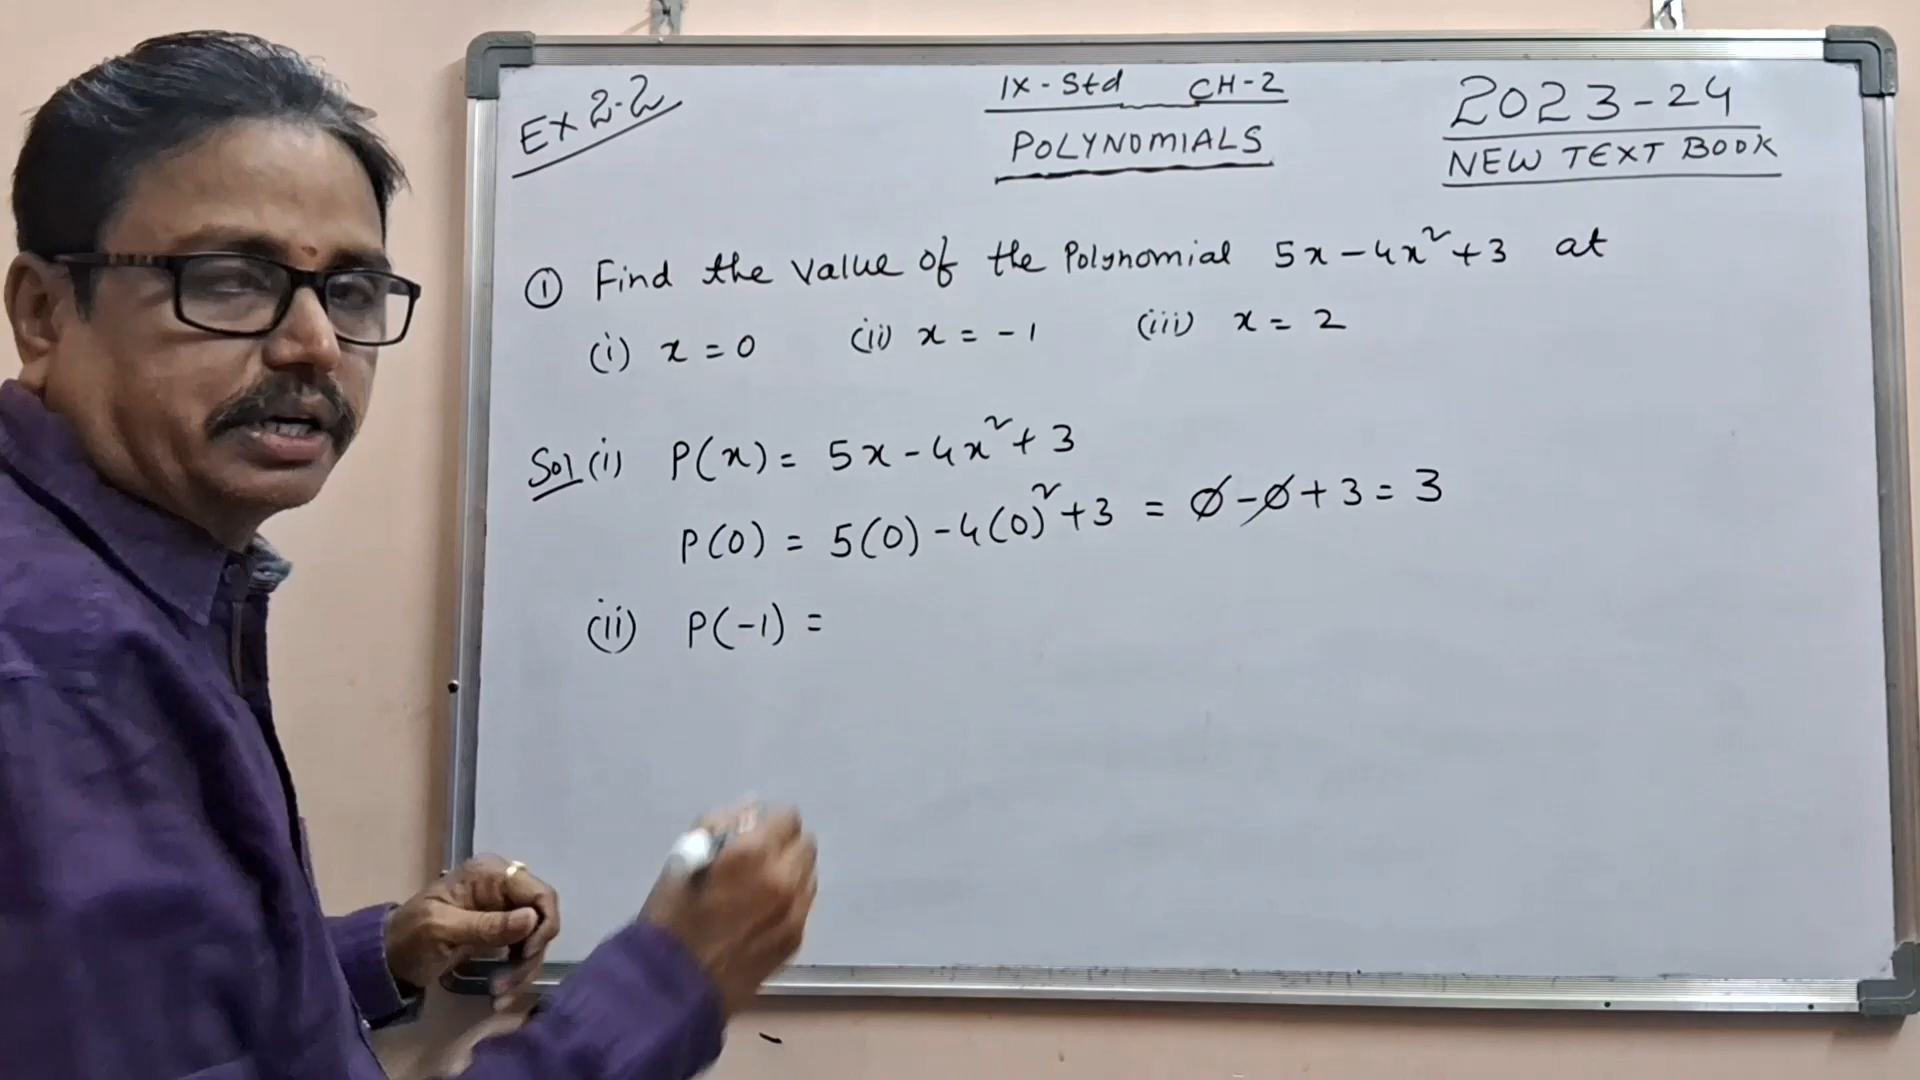 EX 2.2
IX - Std CH-2
POLYNOMIALS
2023-24
NEW TEXT BOOK
① Find the value of the Polynomial 5x - 4x² + 3 at
(i) x = 0 (ii) x = -1 (iii) x = 2
Sol (i) P(x) = 5x - 4x² + 3
P(0) = 5(0) - 4(0)² + 3 = 0 - 0 + 3 = 3
(ii) P(-1) =